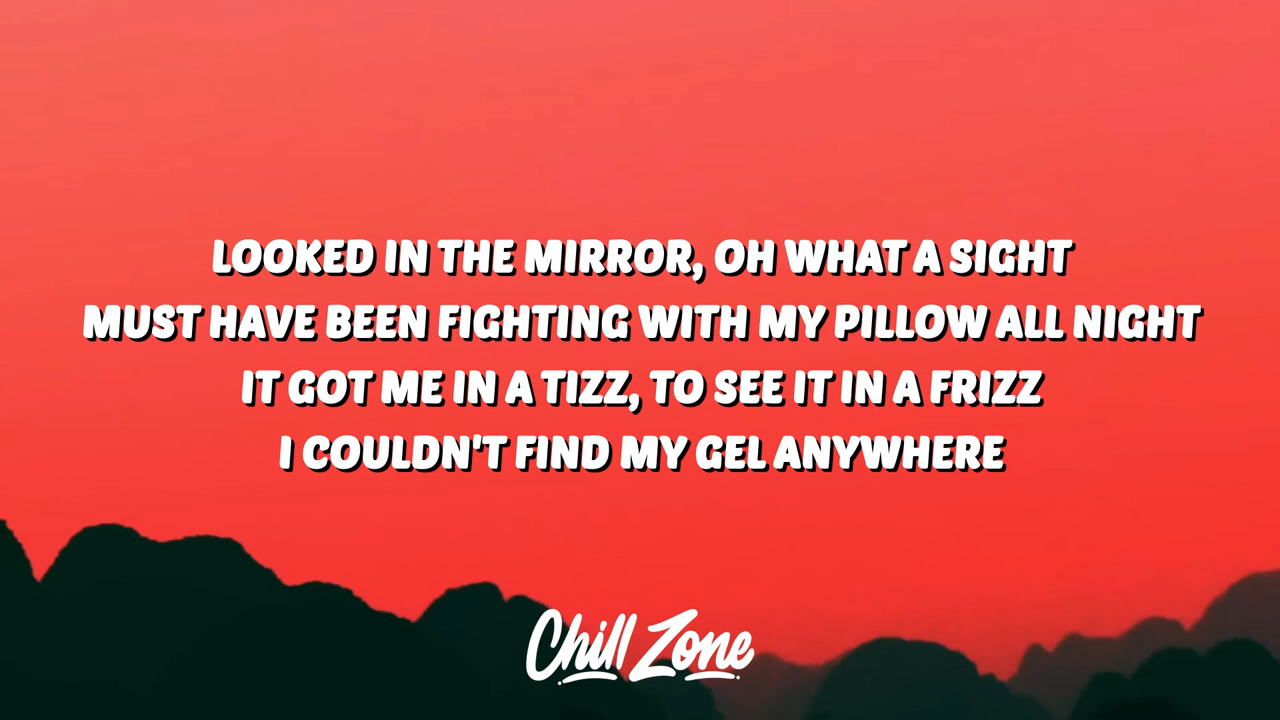 LOOKED IN THE MIRROR, OH WHAT A SIGHT
MUST HAVE BEEN FIGHTING WITH MY PILLOW ALL NIGHT
IT GOT ME IN A TIZZ, TO SEE IT IN A FRIZZ
I COULDN'T FIND MY GEL ANYWHERE
Chill Zone